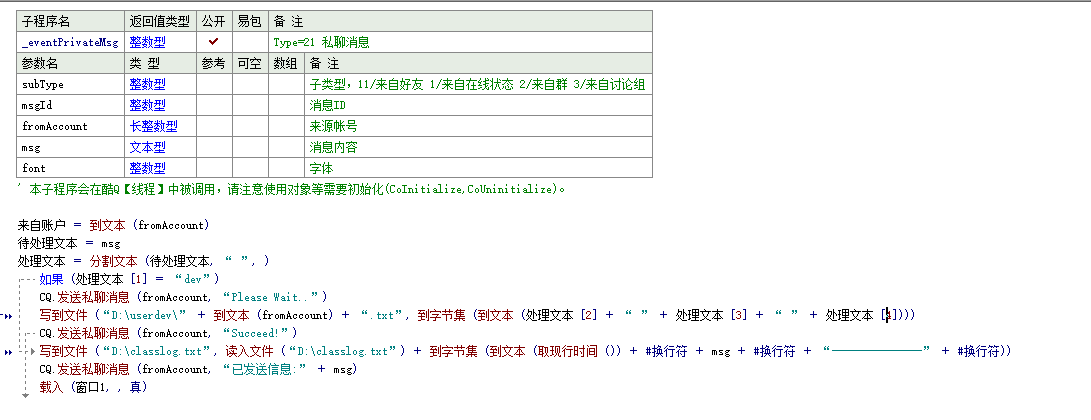 子程序名 返回值类型 公开 易包 备 注
_eventPrivateMsg 整数型 ✓ Type=21 私聊消息
参数名 类 型 参考 可空 数组 备 注
subType 整数型 子类型，11/来自好友 1/来自在线状态 2/来自群 3/来自讨论组
msgId 整数型 消息ID
fromAccount 长整数型 来源帐号
msg 文本型 消息内容
font 整数型 字体
' 本子程序会在酷Q【线程】中被调用，请注意使用对象等需要初始化(CoInitialize,CoUninitialize)。
来自账户 = 到文本 (fromAccount)
待处理文本 = msg
处理文本 = 分割文本 (待处理文本, “ ”, )
如果 (处理文本 [1] = “dev”)
CQ.发送私聊消息 (fromAccount, “Please Wait..”)
写到文件 (“D:\userdev\” + 到文本 (fromAccount) + “.txt”, 到字节集 (到文本 (处理文本 [2] + “ ” + 处理文本 [3] + “ ” + 处理文本 [4])))
CQ.发送私聊消息 (fromAccount, “Succeed!”)
写到文件 (“D:\classlog.txt”, 读入文件 (“D:\classlog.txt”) + 到字节集 (到文本 (取现行时间 ()) + #换行符 + msg + #换行符 + “——————————————” + #换行符))
CQ.发送私聊消息 (fromAccount, “已发送信息:” + msg)
载入 (窗口1, , 真)